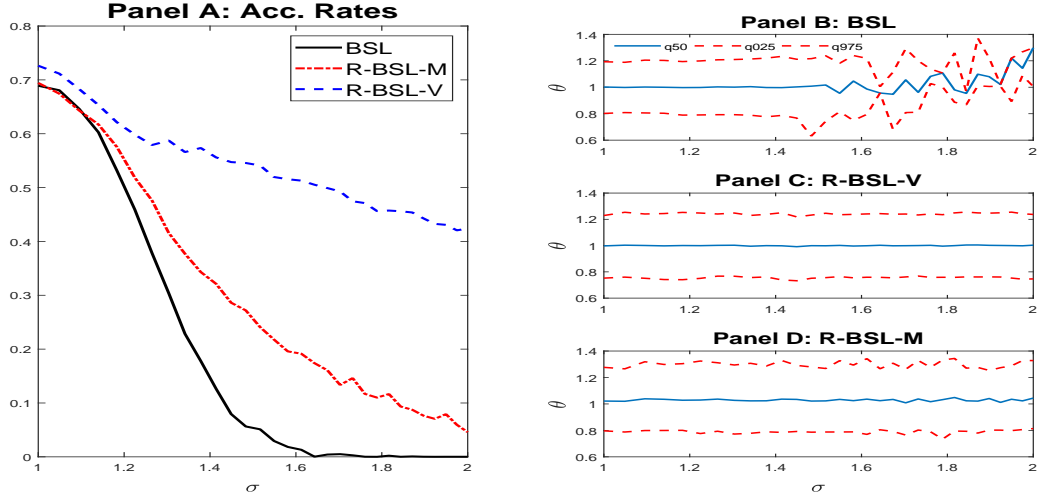 Panel A: Acc. Rates
0.8
0.7
0.6
0.5
0.4
0.3
0.2
0.1
0
1 1.2 1.4 1.6 1.8 2
σ
BSL
R-BSL-M
R-BSL-V
Panel B: BSL
q50 q025 q975
1.4
1.2
1
0.8
0.6
θ
1 1.2 1.4 1.6 1.8 2
Panel C: R-BSL-V
1.4
1.2
1
0.8
0.6
θ
1 1.2 1.4 1.6 1.8 2
Panel D: R-BSL-M
1.4
1.2
1
0.8
0.6
θ
1 1.2 1.4 1.6 1.8 2
σ